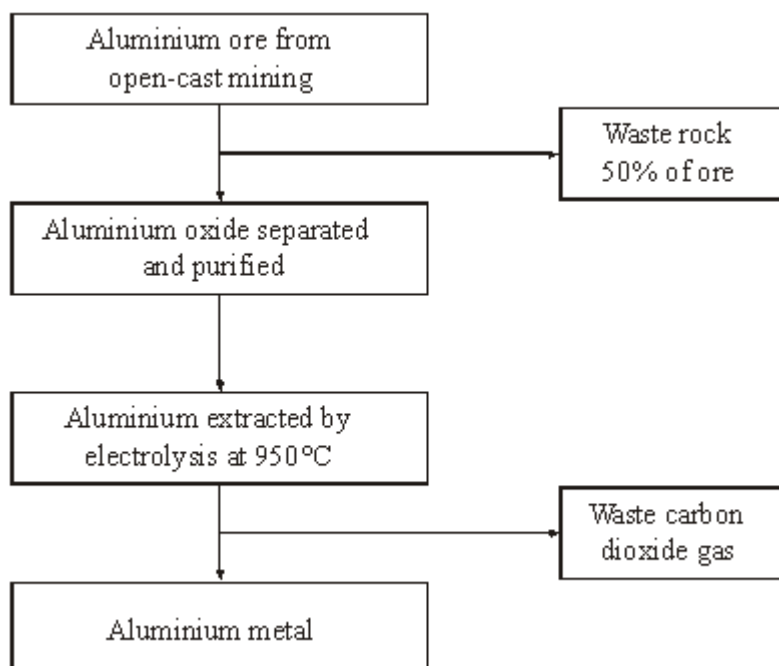 Aluminium ore from
open-cast mining
Waste rock
50% of ore
Aluminium oxide separated
and purified
Aluminium extracted by
electrolysis at 950°C
Waste carbon
dioxide gas
Aluminium metal